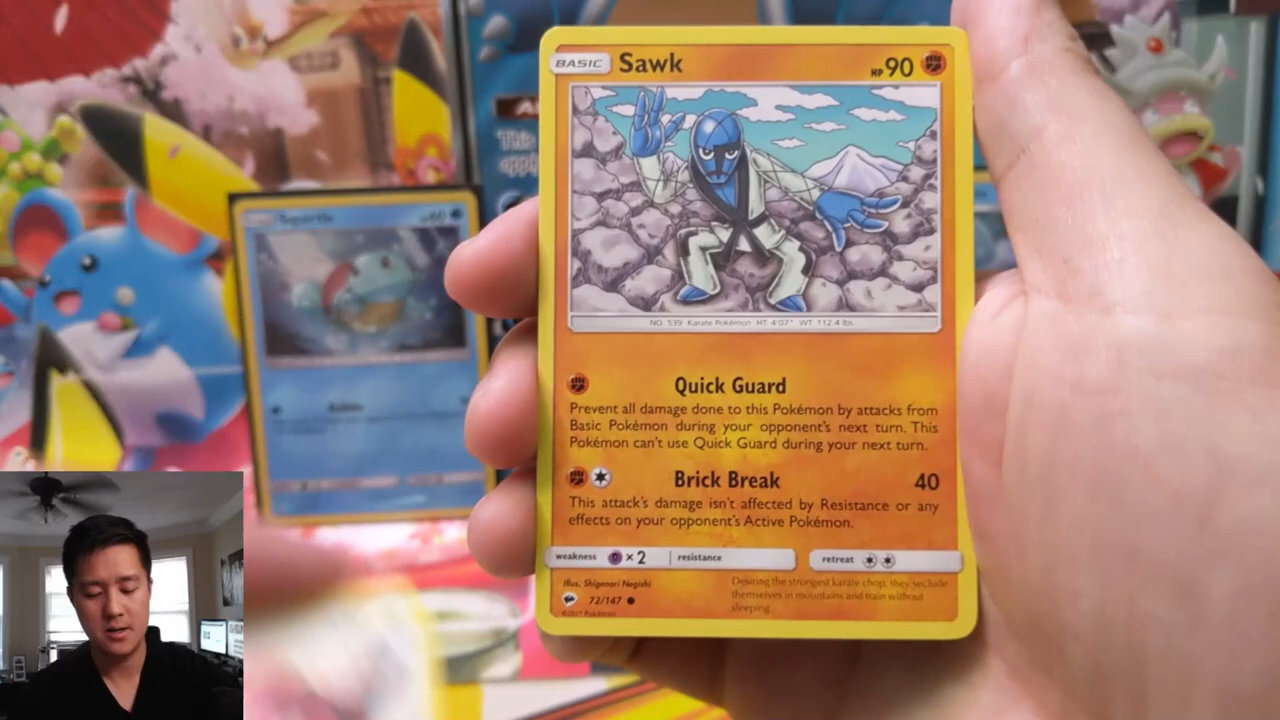 BASIC Sawk HP 90
NO. 539 Karate Pokémon HT: 4'07" WT: 112.4 lbs.
Quick Guard
Prevent all damage done to this Pokémon by attacks from
Basic Pokémon during your opponent's next turn. This
Pokémon can't use Quick Guard during your next turn.
Brick Break 40
This attack's damage isn't affected by Resistance or any
effects on your opponent's Active Pokémon.
weakness ×2 resistance retreat
Illus. Shigenori Negishi
72/147
©2017 Pokémon
Desiring the strongest karate chop, they seclude
themselves in mountains and train without
sleeping.
Squirtle 60
This